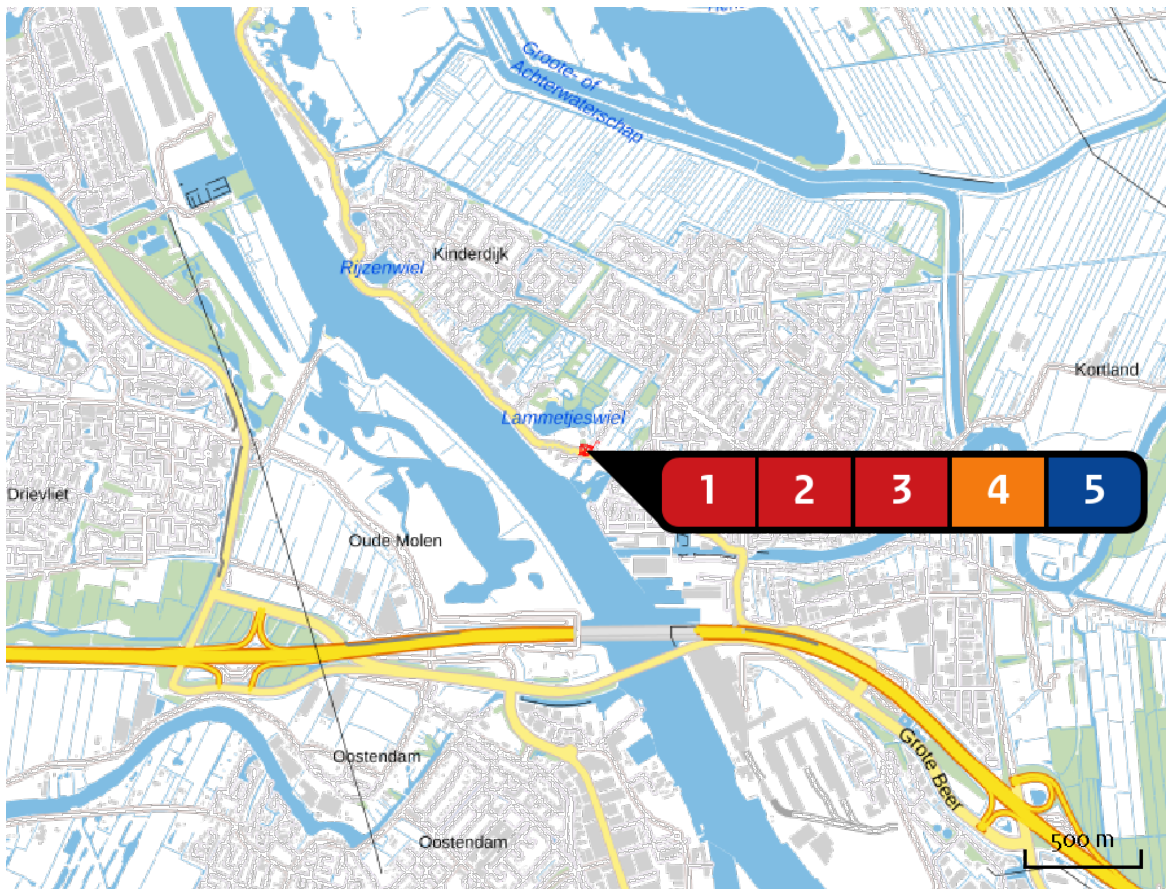 Groote- of
Achterwaterschap
Kinderdijk
Rijzenwiel
Kortland
Lammetjeswiel
1 2 3 4 5
Drievliet
Oude Molen
Grote Beer
Oostendam
Oostendam
500 m